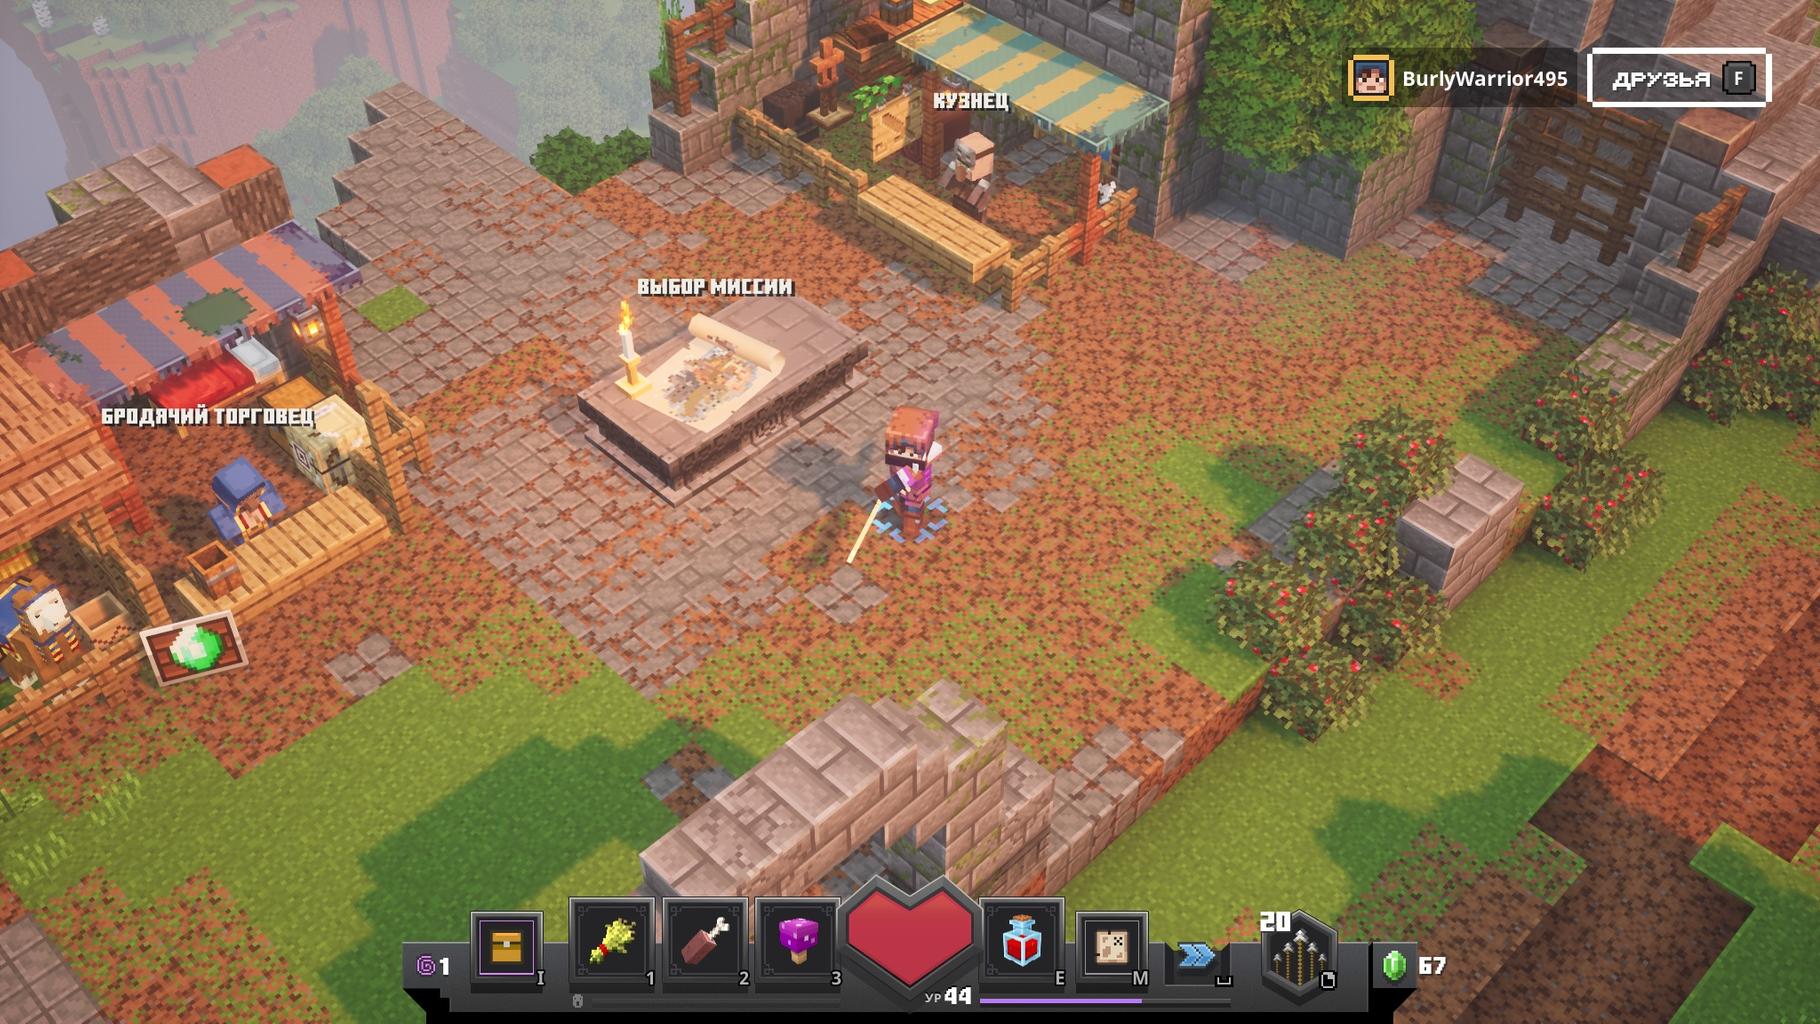 BurlyWarrior495
ДРУЗЬЯ F
КУЗНЕЦ
ВЫБОР МИССИИ
БРОДЯЧИЙ ТОРГОВЕЦ
1
I
1
2
3
E
M
20
67
УР 44